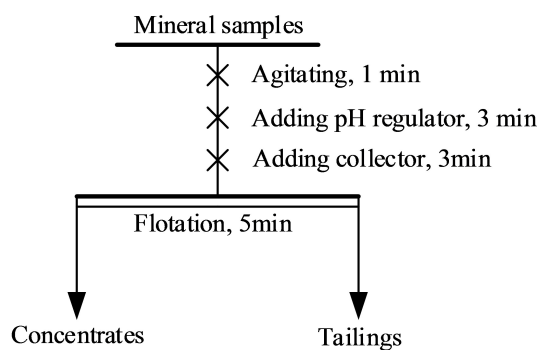 Mineral samples
Agitating, 1 min
Adding pH regulator, 3 min
Adding collector, 3min
Flotation, 5min
Concentrates
Tailings